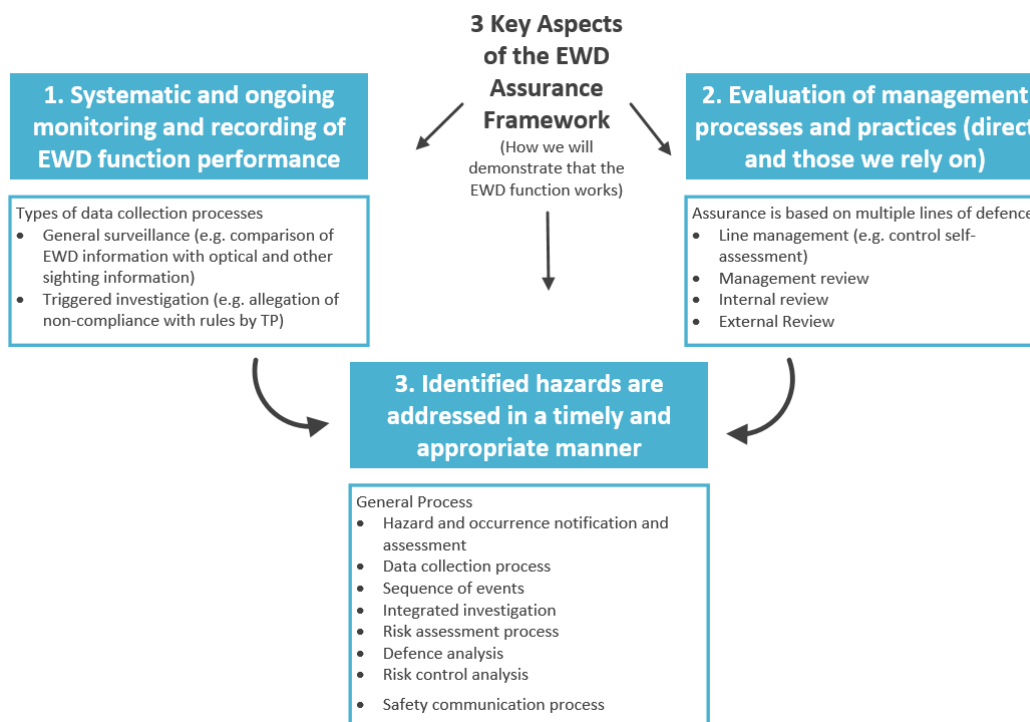 3 Key Aspects
of the EWD
Assurance
Framework
(How we will
demonstrate that the
EWD function works)
1. Systematic and ongoing
monitoring and recording of
EWD function performance
Types of data collection processes
• General surveillance (e.g. comparison of
EWD information with optical and other
sighting information)
• Triggered investigation (e.g. allegation of
non-compliance with rules by TP)
2. Evaluation of management
processes and practices (direct
and those we rely on)
Assurance is based on multiple lines of defence
• Line management (e.g. control self-
assessment)
• Management review
• Internal review
• External Review
3. Identified hazards are
addressed in a timely and
appropriate manner
General Process
• Hazard and occurrence notification and
assessment
• Data collection process
• Sequence of events
• Integrated investigation
• Risk assessment process
• Defence analysis
• Risk control analysis
• Safety communication process